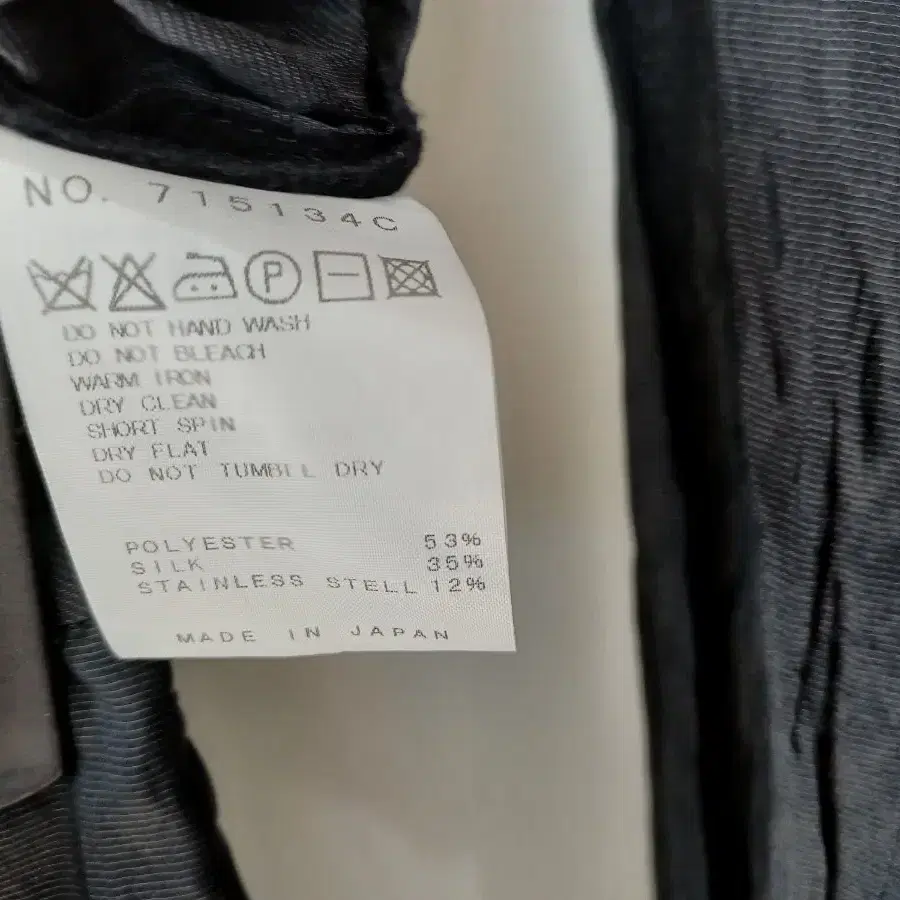 NO. 715134C
P
DO NOT HAND WASH
DO NOT BLEACH
WARM IRON
DRY CLEAN
SHORT SPIN
DRY FLAT
DO NOT TUMBLE DRY
POLYESTER 53%
SILK 35%
STAINLESS STELL 12%
MADE IN JAPAN